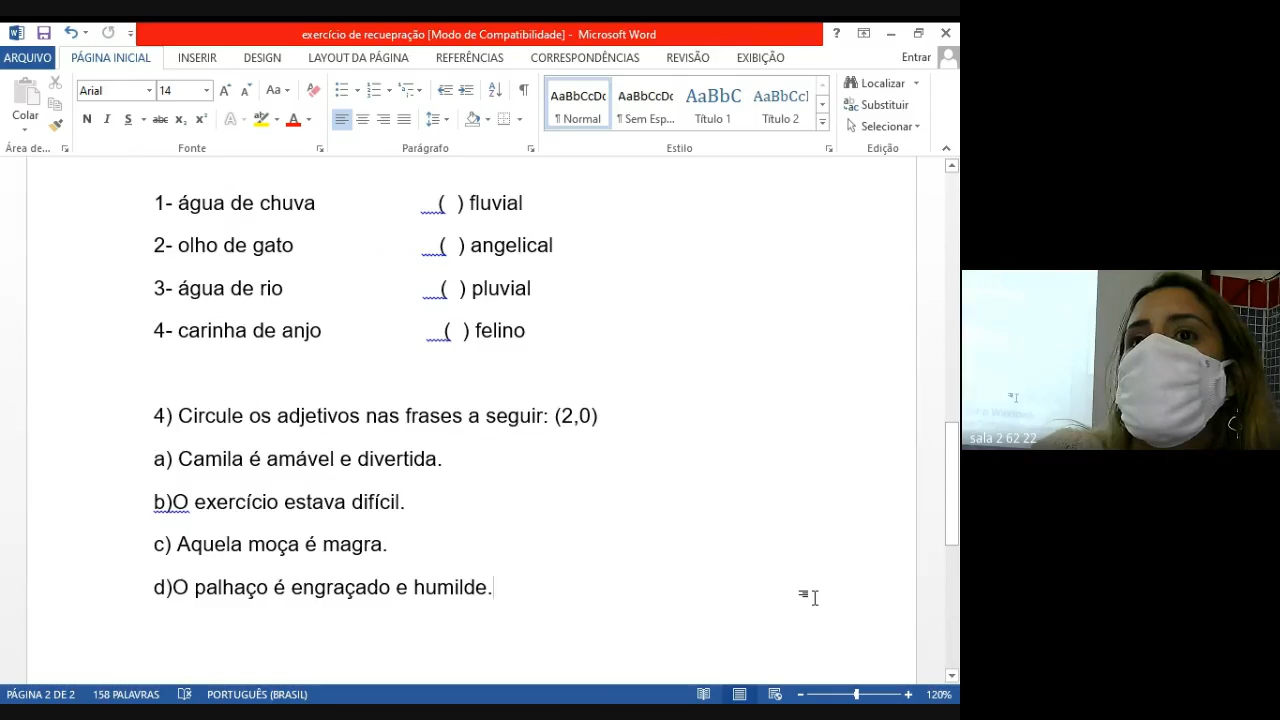 exercício de recuepração [Modo de Compatibilidade] - Microsoft Word
?
ARQUIVO PÁGINA INICIAL INSERIR DESIGN LAYOUT DA PÁGINA REFERÊNCIAS CORRESPONDÊNCIAS REVISÃO EXIBIÇÃO Entrar
Colar
Arial 14 Aa
N I S abc x₂ x² A A
AaBbCcDc AaBbCcDc AaBbC AaBbCcI
¶ Normal ¶ Sem Esp... Título 1 Título 2
Localizar
Substituir
Selecionar
Área de... Fonte Parágrafo Estilo Edição
1- água de chuva ( ) fluvial
2- olho de gato ( ) angelical
3- água de rio ( ) pluvial
4- carinha de anjo ( ) felino
4) Circule os adjetivos nas frases a seguir: (2,0)
a) Camila é amável e divertida.
b)O exercício estava difícil.
c) Aquela moça é magra.
d)O palhaço é engraçado e humilde.
sala 2 62 22
PÁGINA 2 DE 2 158 PALAVRAS PORTUGUÊS (BRASIL) 120%